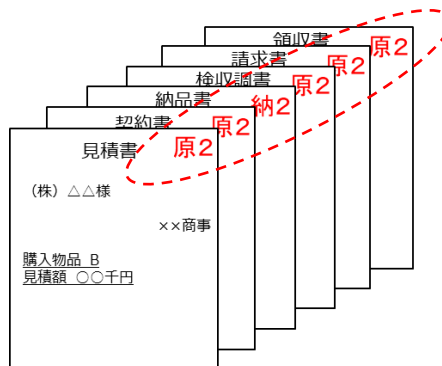 領収書 原2
請求書 原2
検収調書 原2
納品書 納2
契約書 原2
見積書 原2
(株)△△様
××商事
購入物品 B
見積額 ○○千円